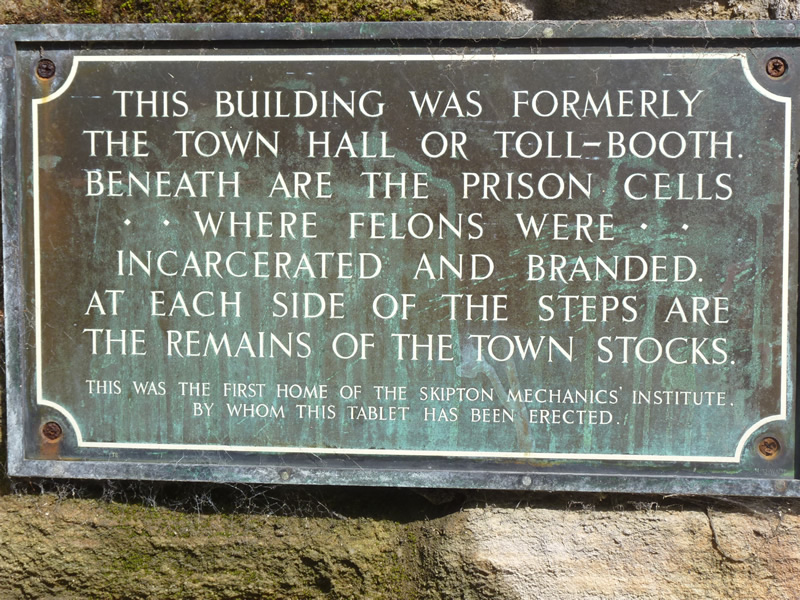 THIS BUILDING WAS FORMERLY
THE TOWN HALL OR TOLL-BOOTH.
BENEATH ARE THE PRISON CELLS
· · WHERE FELONS WERE · ·
INCARCERATED AND BRANDED.
AT EACH SIDE OF THE STEPS ARE
THE REMAINS OF THE TOWN STOCKS.
THIS WAS THE FIRST HOME OF THE SKIPTON MECHANICS' INSTITUTE.
BY WHOM THIS TABLET HAS BEEN ERECTED.